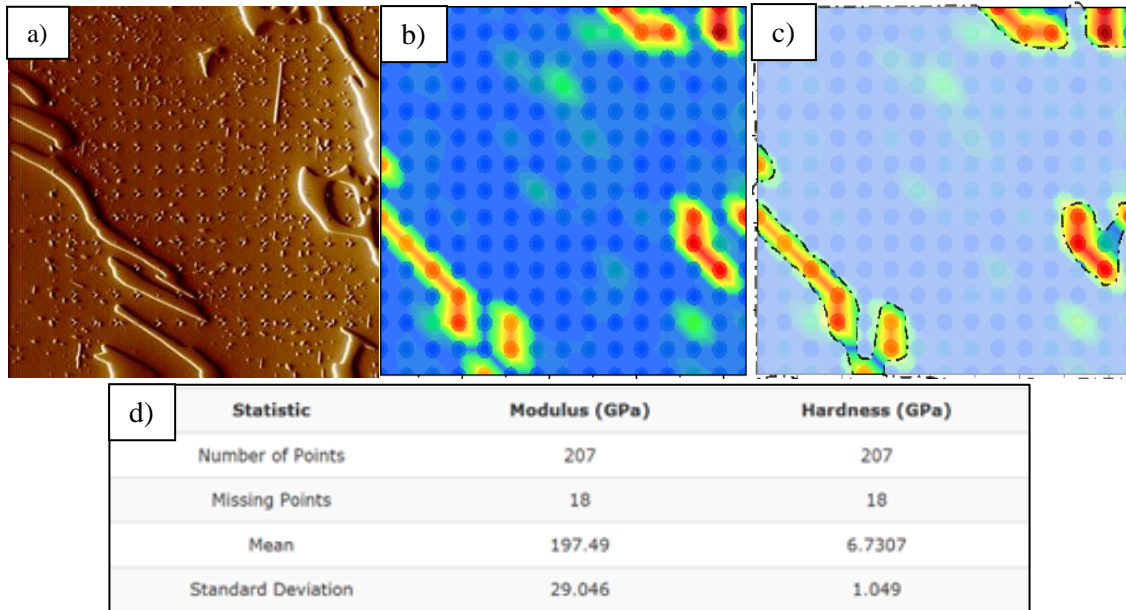 a)
b)
c)
d)
Statistic Modulus (GPa) Hardness (GPa)
Number of Points 207 207
Missing Points 18 18
Mean 197.49 6.7307
Standard Deviation 29.046 1.049